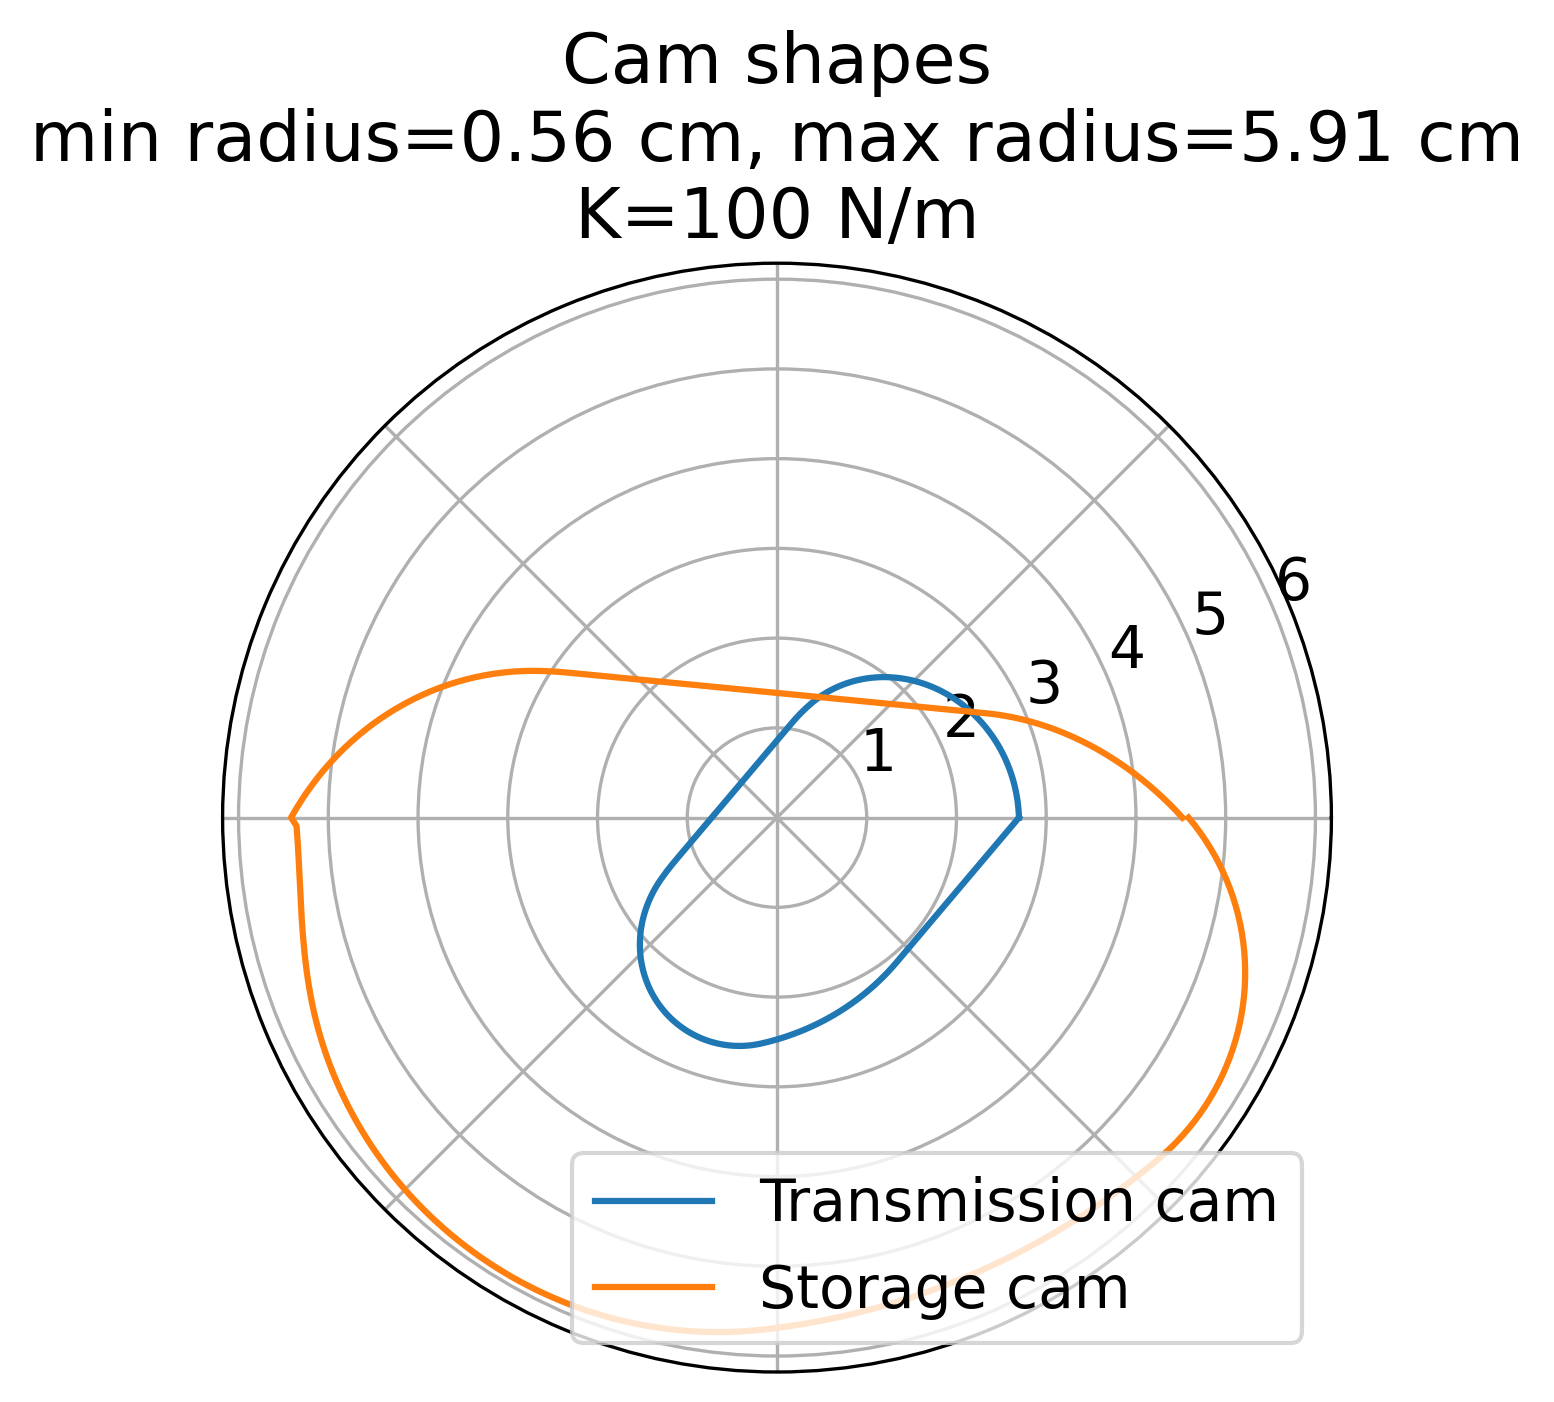 Cam shapes
min radius=0.56 cm, max radius=5.91 cm
K=100 N/m
6
5
4
3
2
1
Transmission cam
Storage cam